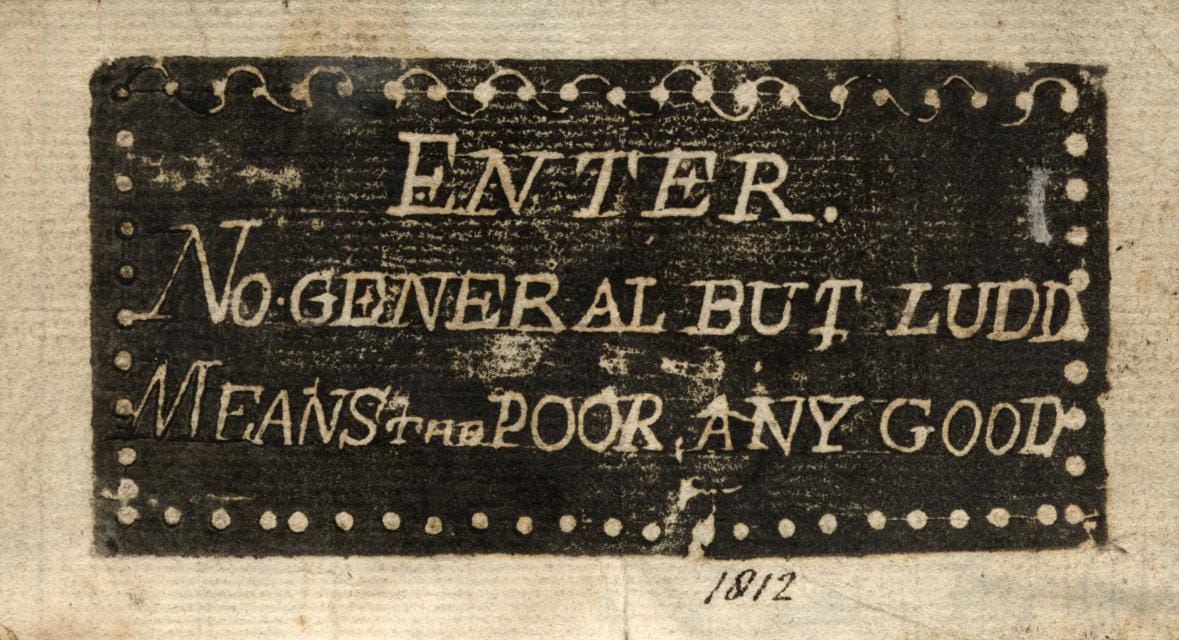 ENTER.
NO·GENERAL BUT LUDD
MEANS THE POOR ANY GOOD
1812